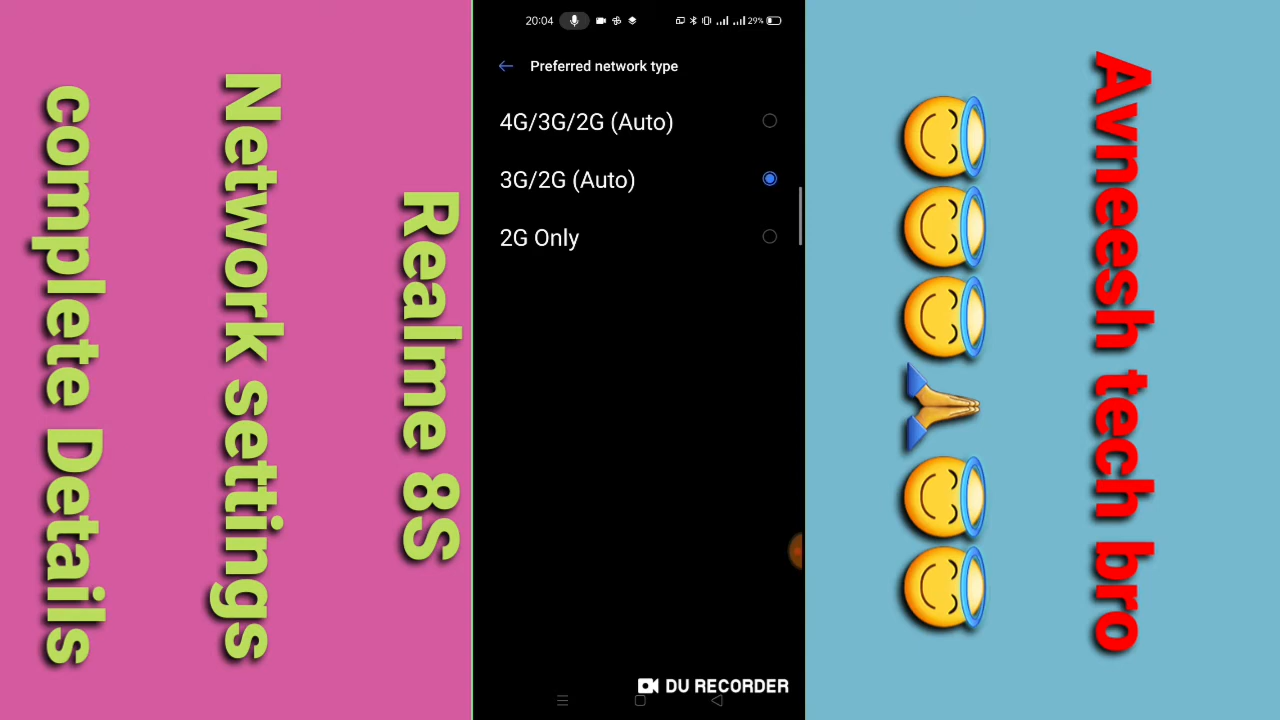 Realme 8S
Network settings
complete Details
20:04
29%
Preferred network type
4G/3G/2G (Auto)
3G/2G (Auto)
2G Only
DU RECORDER
Avneesh tech bro